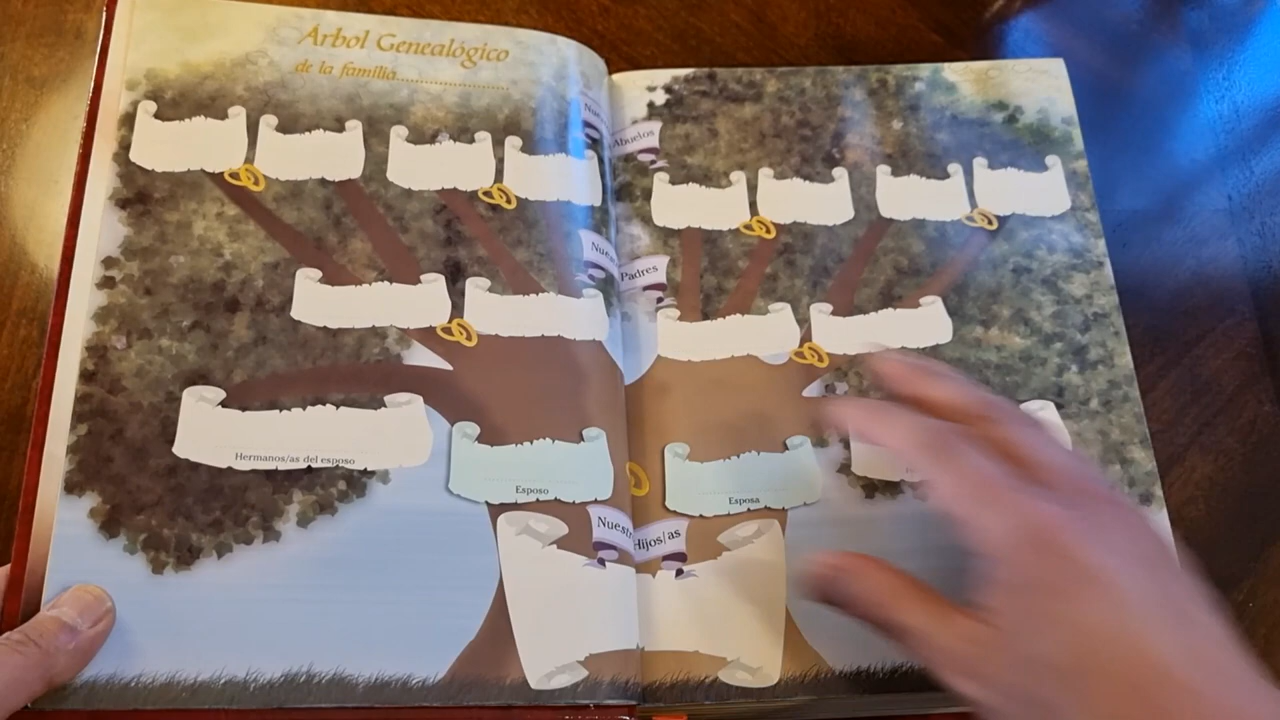 Árbol Genealógico
de la familia......................
Abuelos
Padres
Hermanos/as del esposo
Esposo
Esposa
Hijos/as